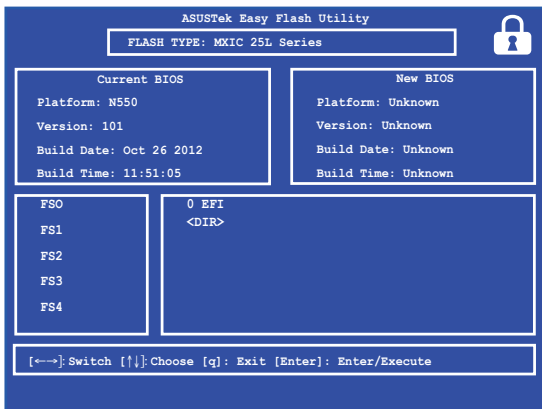 ASUSTek Easy Flash Utility
FLASH TYPE: MXIC 25L Series
Current BIOS
Platform: N550
Version: 101
Build Date: Oct 26 2012
Build Time: 11:51:05
New BIOS
Platform: Unknown
Version: Unknown
Build Date: Unknown
Build Time: Unknown
FSO
FS1
FS2
FS3
FS4
0 EFI
<DIR>
[←→]: Switch [↑↓]: Choose [q]: Exit [Enter]: Enter/Execute